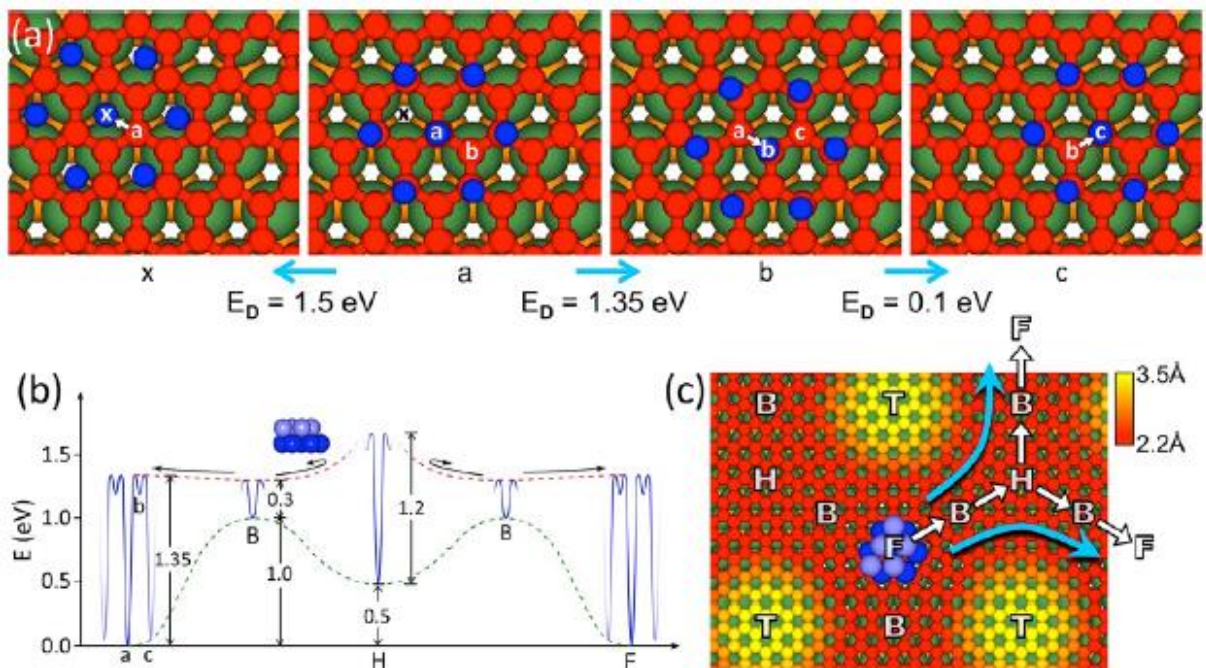 (a)
x a
x a b
a b c
b c
x a b c
E_D = 1.5 eV E_D = 1.35 eV E_D = 0.1 eV
(b)
E (eV)
1.5
1.0
0.5
0.0
b
1.35
B
0.3
1.0
1.2
0.5
B
a c H F
(c)
F
3.5Å
2.2Å
B T B
H H
B B B
F F
T B T